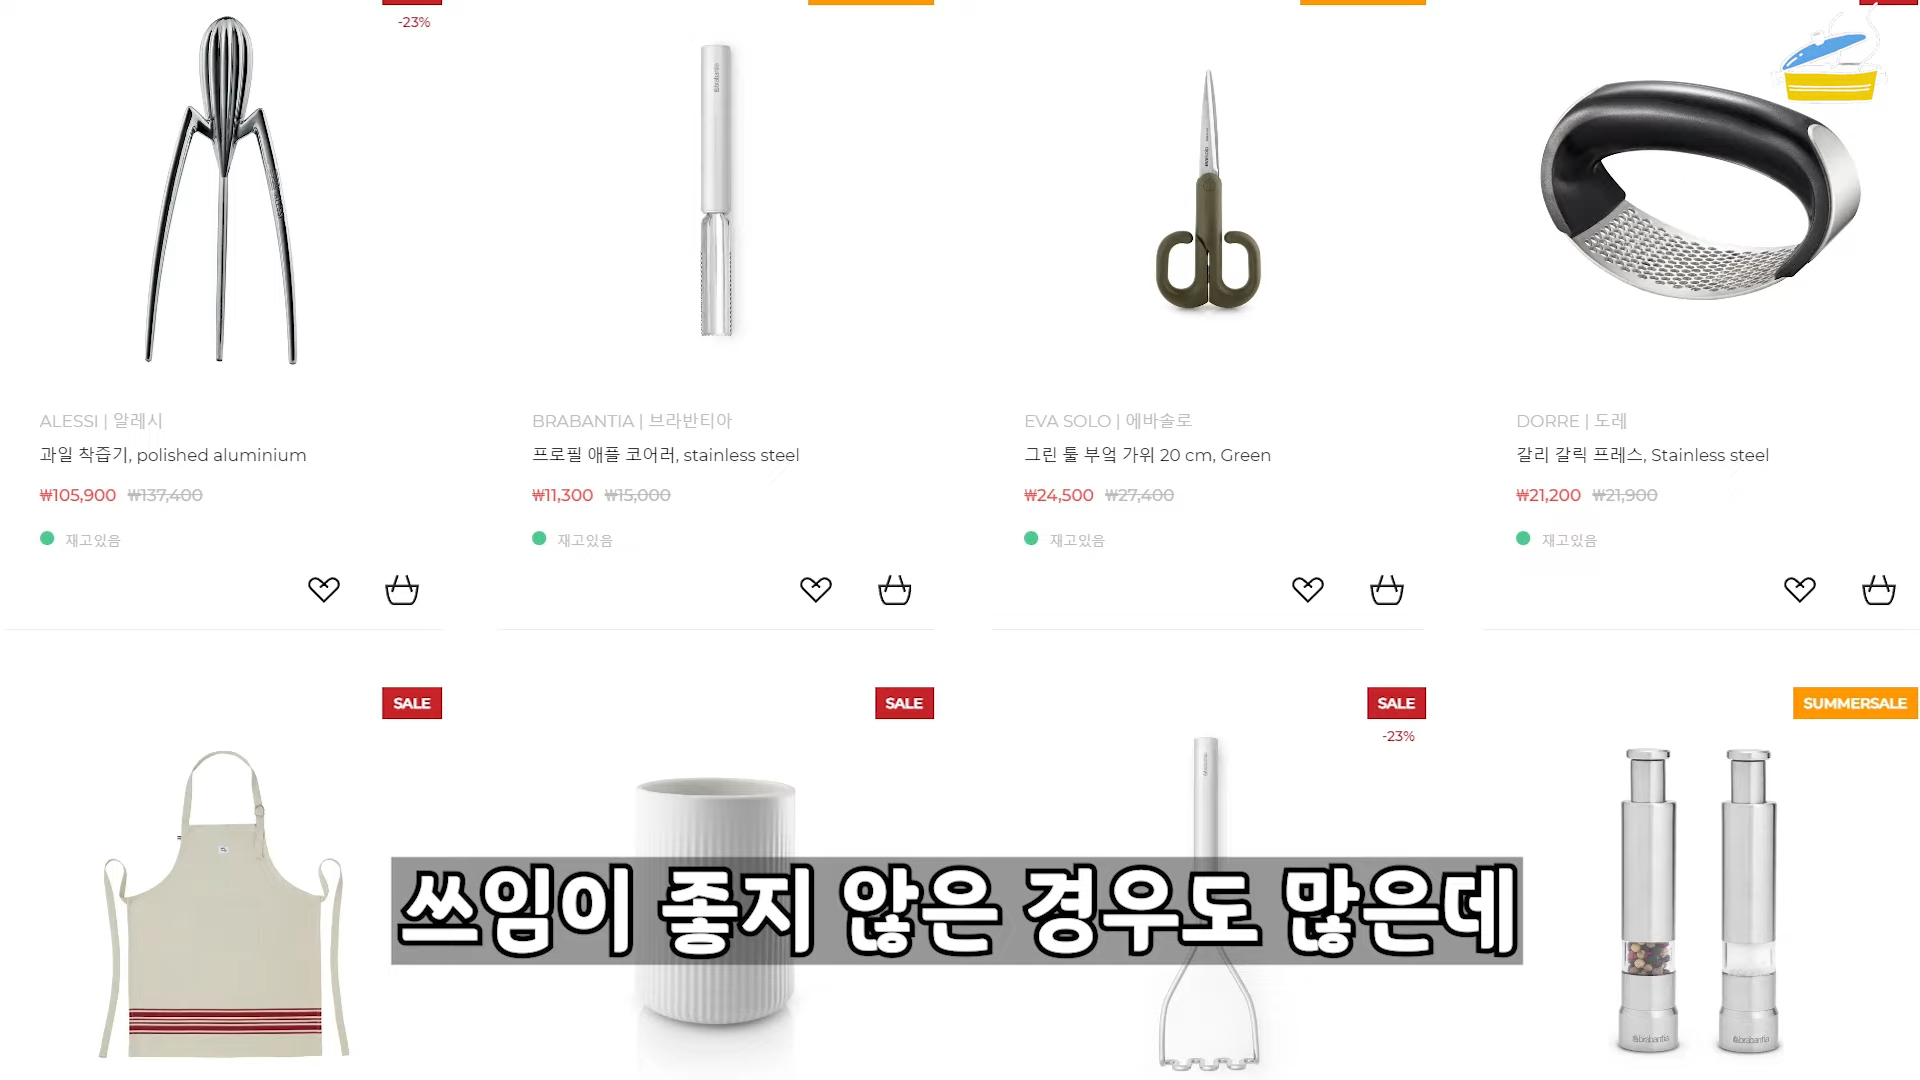 -23%
ALESSI | 알레시
과일 착즙기, polished aluminium
₩105,900 ₩137,400
재고있음
BRABANTIA | 브라반티아
프로필 애플 코어러, stainless steel
₩11,300 ₩15,000
재고있음
EVA SOLO | 에바솔로
그린 툴 부엌 가위 20 cm, Green
₩24,500 ₩27,400
재고있음
DORRE | 도레
갈리 갈릭 프레스, Stainless steel
₩21,200 ₩21,900
재고있음
SALE
SALE
SALE
-23%
SUMMERSALE
쓰임이 좋지 않은 경우도 많은데
brabantia
brabantia
brabantia